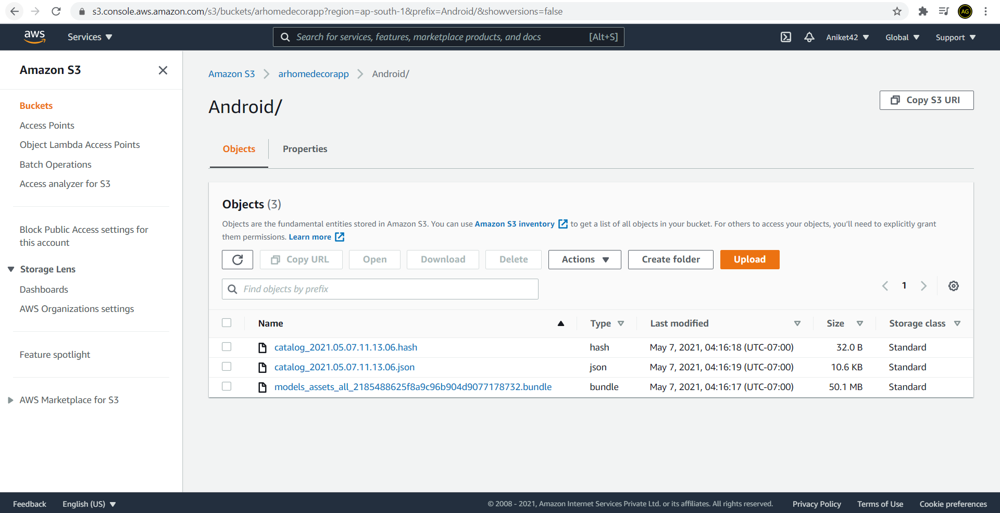 s3.console.aws.amazon.com/s3/buckets/arhomedecorapp?region=ap-south-1&prefix=Android/&showversions=false
AG
aws
Services
Search for services, features, marketplace products, and docs [Alt+S]
Aniket42
Global
Support
Amazon S3
Buckets
Access Points
Object Lambda Access Points
Batch Operations
Access analyzer for S3
Block Public Access settings for
this account
Storage Lens
Dashboards
AWS Organizations settings
Feature spotlight
AWS Marketplace for S3
Amazon S3 arhomedecorapp Android/
Android/
Copy S3 URI
Objects Properties
Objects (3)
Objects are the fundamental entities stored in Amazon S3. You can use Amazon S3 inventory to get a list of all objects in your bucket. For others to access your objects, you'll need to explicitly grant
them permissions. Learn more
Copy URL Open Download Delete Actions Create folder Upload
Find objects by prefix
1
Name Type Last modified Size Storage class
catalog_2021.05.07.11.13.06.hash hash May 7, 2021, 04:16:18 (UTC-07:00) 32.0 B Standard
catalog_2021.05.07.11.13.06.json json May 7, 2021, 04:16:19 (UTC-07:00) 10.6 KB Standard
models_assets_all_2185488625f8a9c96b904d9077178732.bundle bundle May 7, 2021, 04:16:17 (UTC-07:00) 50.1 MB Standard
Feedback English (US) © 2008 - 2021, Amazon Internet Services Private Ltd. or its affiliates. All rights reserved. Privacy Policy Terms of Use Cookie preferences